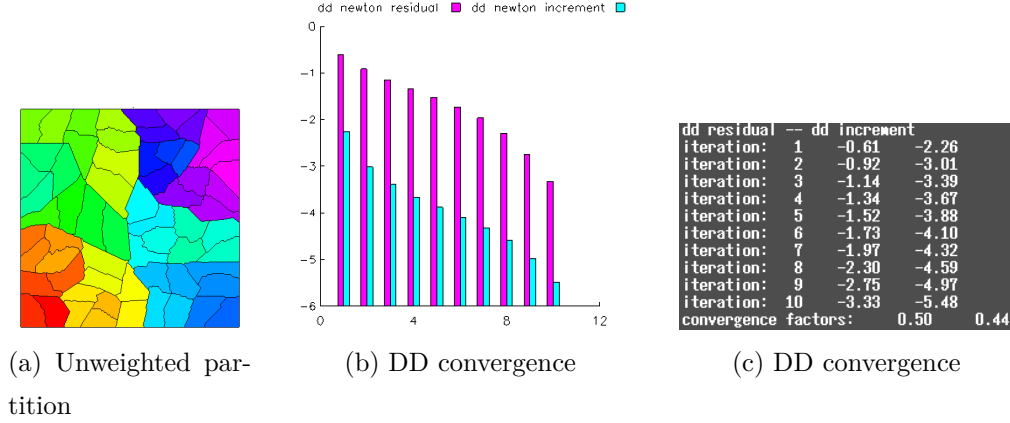 dd newton residual dd newton increment
0
-1
-2
-3
-4
-5
-6
0 4 8 12
dd residual -- dd increment
iteration: 1 -0.61 -2.26
iteration: 2 -0.92 -3.01
iteration: 3 -1.14 -3.39
iteration: 4 -1.34 -3.67
iteration: 5 -1.52 -3.88
iteration: 6 -1.73 -4.10
iteration: 7 -1.97 -4.32
iteration: 8 -2.30 -4.59
iteration: 9 -2.75 -4.97
iteration: 10 -3.33 -5.48
convergence factors: 0.50 0.44
(a) Unweighted par-
tition
(b) DD convergence
(c) DD convergence